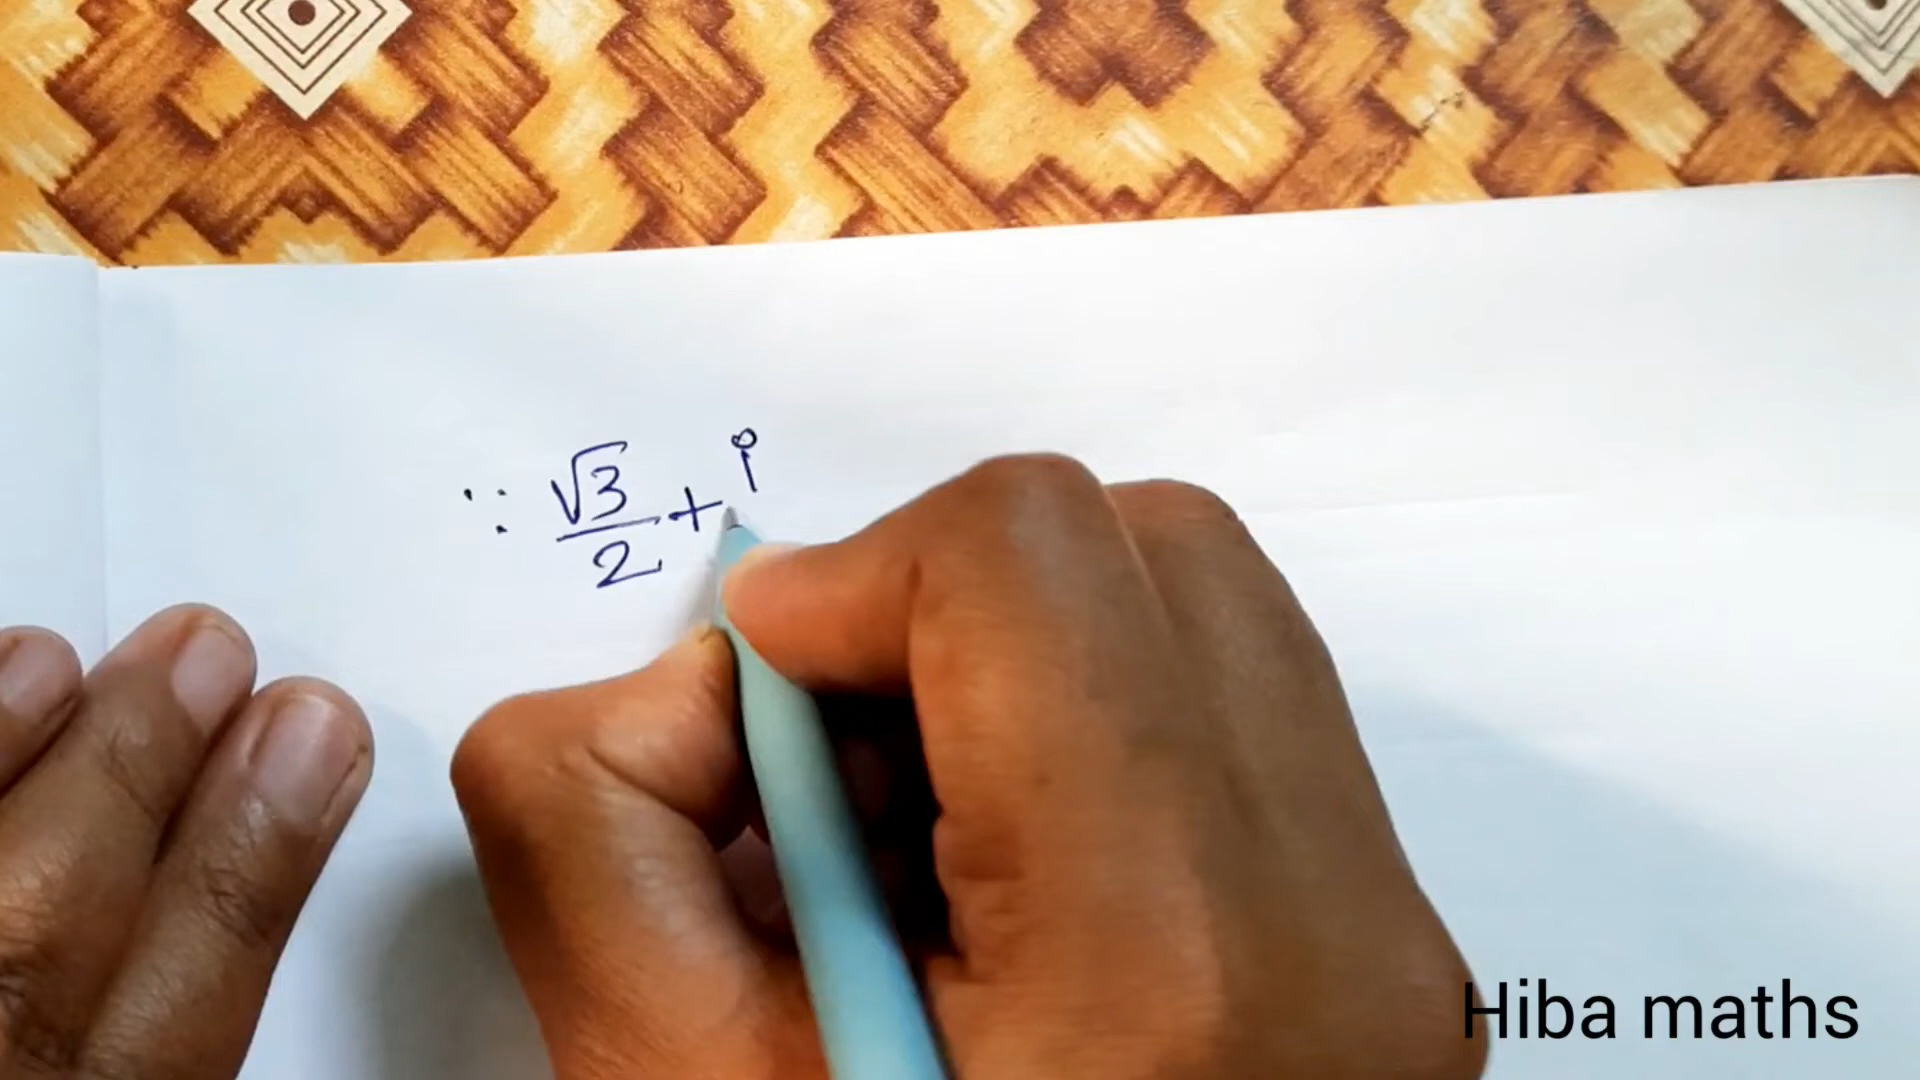 ∵ √3/2 + i
Hiba maths